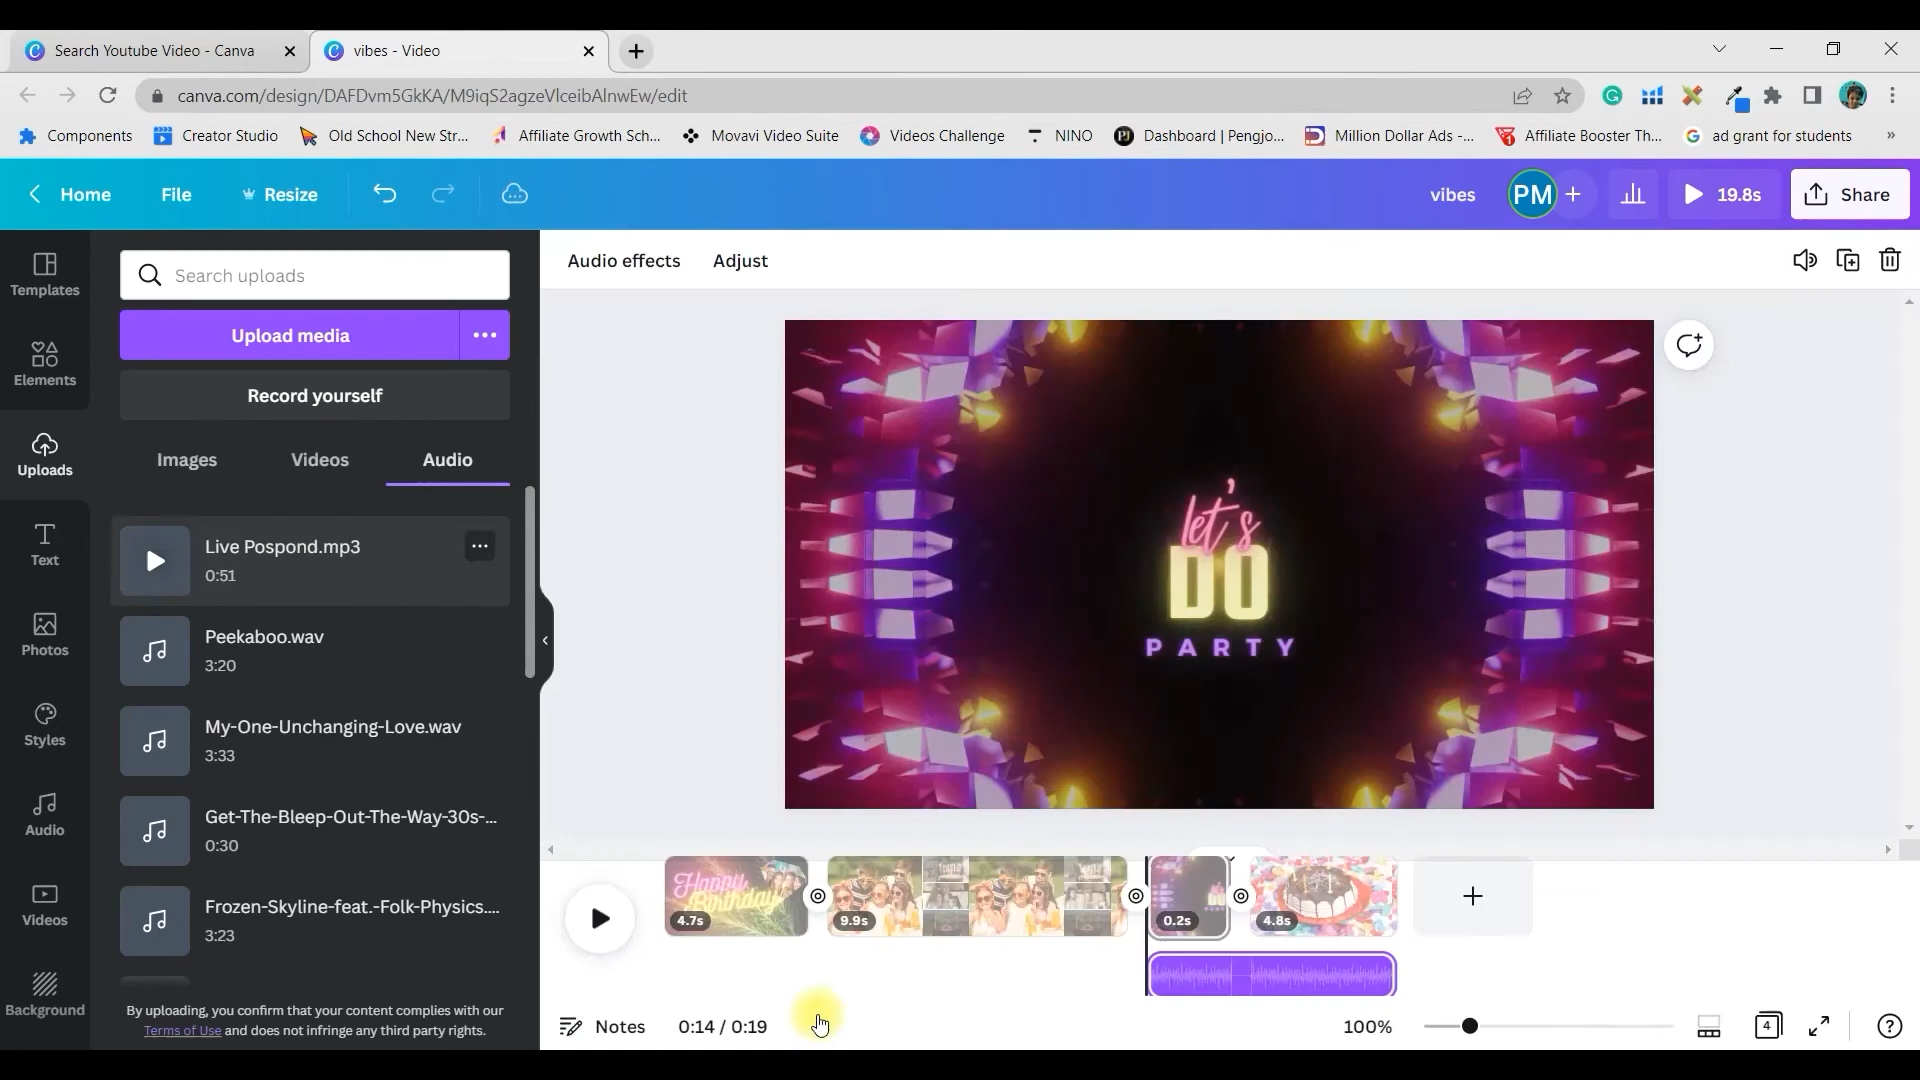 Search Youtube Video - Canva
vibes - Video
canva.com/design/DAFDvm5GkKA/M9iqS2agzeVlceibAlnwEw/edit
Components
Creator Studio
Old School New Str...
Affiliate Growth Sch...
Movavi Video Suite
Videos Challenge
NINO
Dashboard | Pengjo...
Million Dollar Ads -...
Affiliate Booster Th...
ad grant for students
Home
File
Resize
vibes
PM
19.8s
Share
Templates
Elements
Uploads
Text
Photos
Styles
Audio
Videos
Background
Search uploads
Upload media
Record yourself
Images
Videos
Audio
Live Pospond.mp3
0:51
Peekaboo.wav
3:20
My-One-Unchanging-Love.wav
3:33
Get-The-Bleep-Out-The-Way-30s-...
0:30
Frozen-Skyline-feat.-Folk-Physics....
3:23
By uploading, you confirm that your content complies with our
Terms of Use and does not infringe any third party rights.
Audio effects
Adjust
let's
DO
PARTY
Happy
Birthday
4.7s
9.9s
0.2s
4.8s
Notes
0:14 / 0:19
100%
4